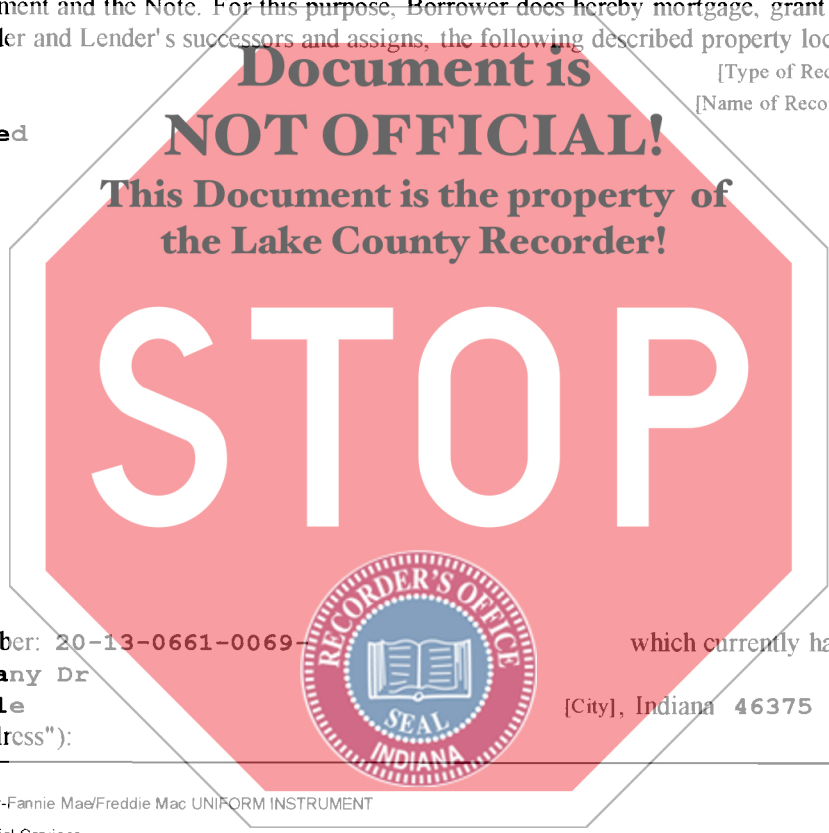 ment and the Note. For this purpose, Borrower does hereby mortgage, grant
ler and Lender's successors and assigns, the following described property loc
Document is
[Type of Rec
NOT OFFICIAL!
[Name of Reco
ed
This Document is the property of
the Lake County Recorder!
STOP
RECORDER'S OFFICE
SEAL
INDIANA
ber: 20-13-0661-0069-
which currently ha
any Dr
le
[City], Indiana 46375
dress"):
-Fannie Mae/Freddie Mac UNIFORM INSTRUMENT